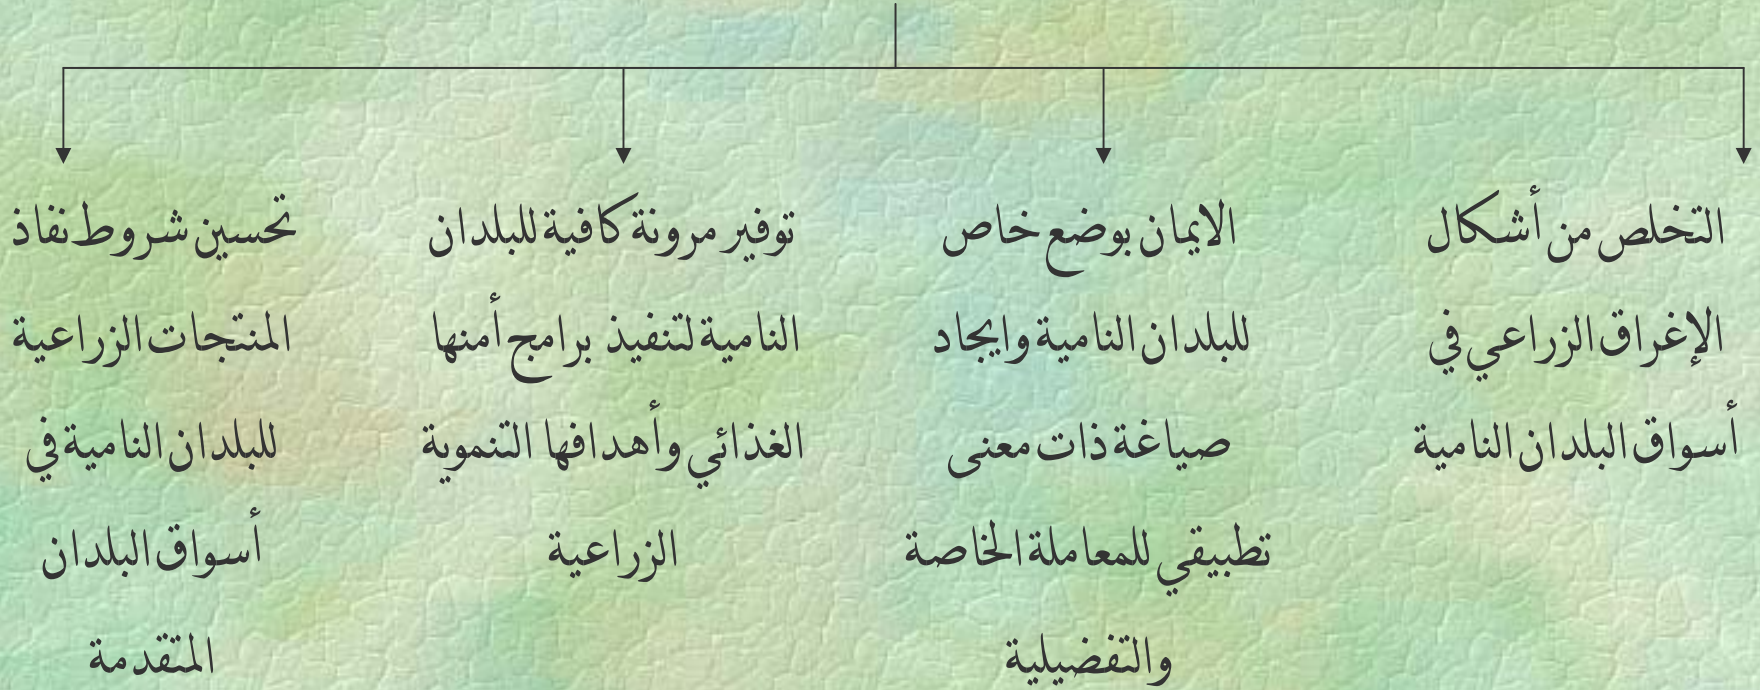 التخلص من أشكال
الإغراق الزراعي في
أسواق البلدان النامية
الايمان بوضع خاص
للبلدان النامية وايجاد
صياغة ذات معنى
تطبيقي للمعاملة الخاصة
والتفضيلية
توفير مرونة كافية للبلدان
النامية لتنفيذ برامج أمنها
الغذائي وأهدافها التنموية
الزراعية
تحسين شروط نفاذ
المنتجات الزراعية
للبلدان النامية في
أسواق البلدان
المتقدمة